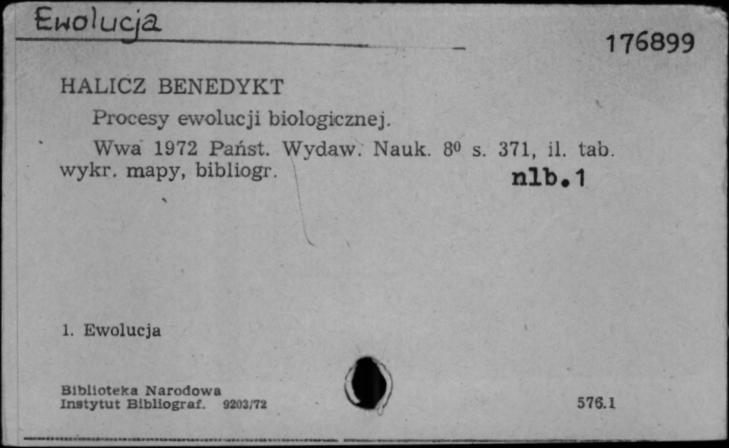 Ewolucja
176899
HALICZ BENEDYKT
Procesy ewolucji biologicznej.
Wwa 1972 Państ. Wydaw. Nauk. 8⁰ s. 371, il. tab.
wykr. mapy, bibliogr. nlb.1
1. Ewolucja
Biblioteka Narodowa
Instytut Bibliograf. 9203/72
576.1